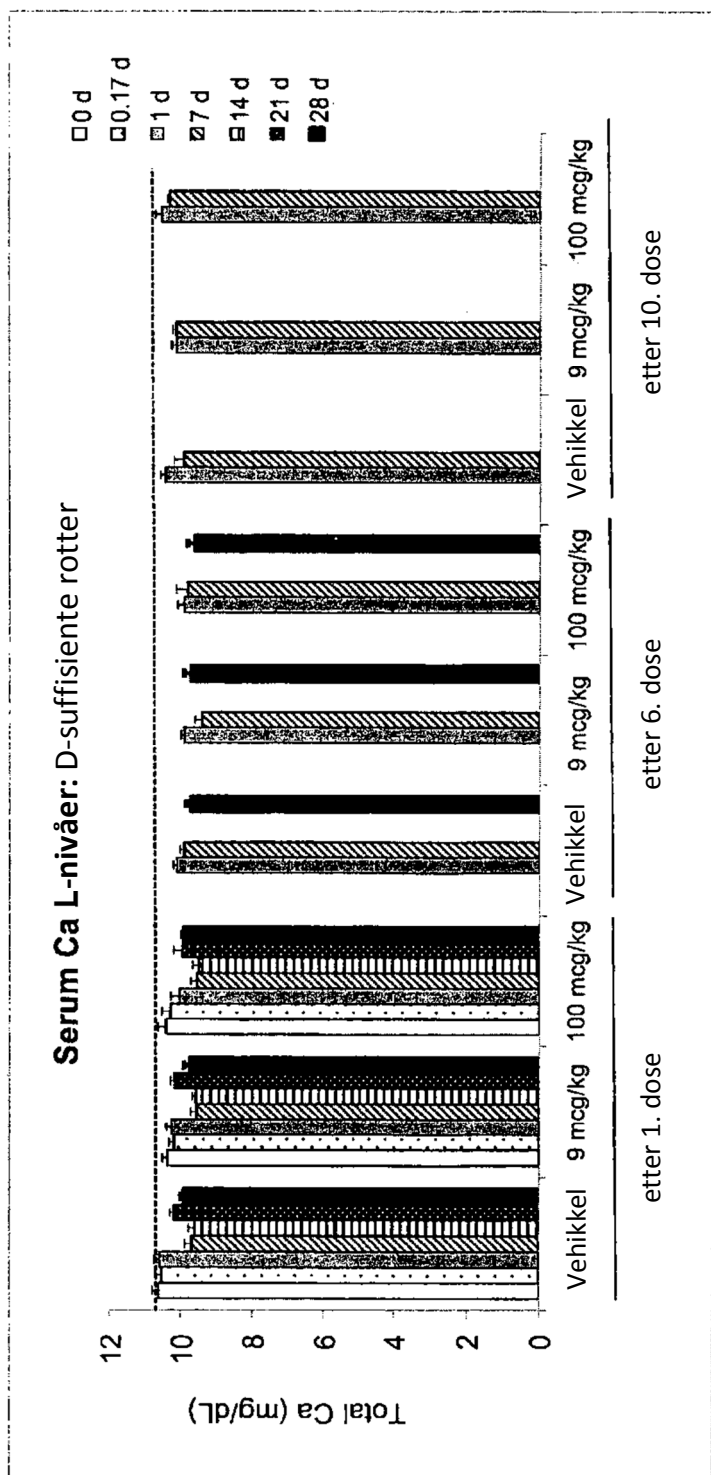 Serum Ca L-nivåer: D-suffisiente rotter
0 d
0.17 d
1 d
7 d
14 d
21 d
28 d
Total Ca (mg/dL)
12
10
8
6
4
2
0
Vehikkel 9 mcg/kg 100 mcg/kg Vehikkel 9 mcg/kg 100 mcg/kg Vehikkel 9 mcg/kg 100 mcg/kg
etter 1. dose etter 6. dose etter 10. dose